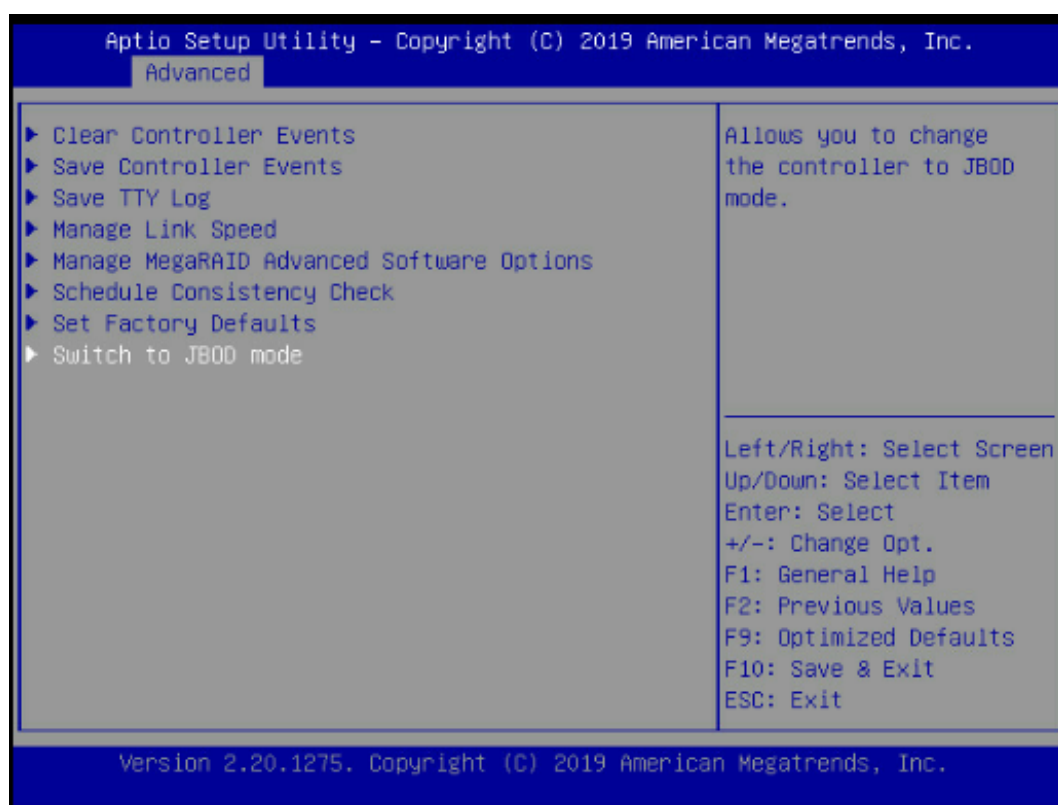 Aptio Setup Utility – Copyright (C) 2019 American Megatrends, Inc.
Advanced
Clear Controller Events
Save Controller Events
Save TTY Log
Manage Link Speed
Manage MegaRAID Advanced Software Options
Schedule Consistency Check
Set Factory Defaults
Switch to JBOD mode
Allows you to change
the controller to JBOD
mode.
Left/Right: Select Screen
Up/Down: Select Item
Enter: Select
+/-: Change Opt.
F1: General Help
F2: Previous Values
F9: Optimized Defaults
F10: Save & Exit
ESC: Exit
Version 2.20.1275. Copyright (C) 2019 American Megatrends, Inc.